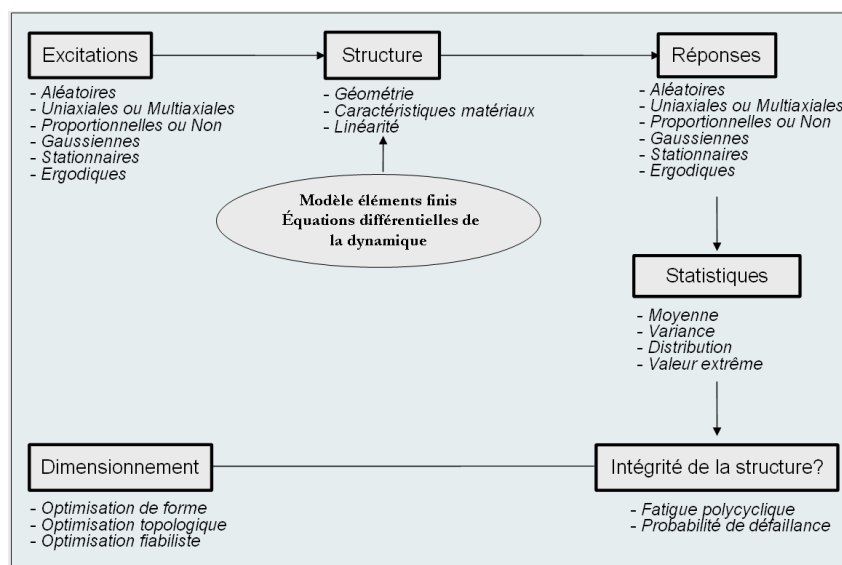 Excitations
- Aléatoires
- Uniaxiales ou Multiaxiales
- Proportionnelles ou Non
- Gaussiennes
- Stationnaires
- Ergodiques
Structure
- Géométrie
- Caractéristiques matériaux
- Linéarité
Réponses
- Aléatoires
- Uniaxiales ou Multiaxiales
- Proportionnelles ou Non
- Gaussiennes
- Stationnaires
- Ergodiques
Modèle éléments finis
Équations différentielles de
la dynamique
Statistiques
- Moyenne
- Variance
- Distribution
- Valeur extrême
Dimensionnement
- Optimisation de forme
- Optimisation topologique
- Optimisation fiabiliste
Intégrité de la structure?
- Fatigue polycyclique
- Probabilité de défaillance